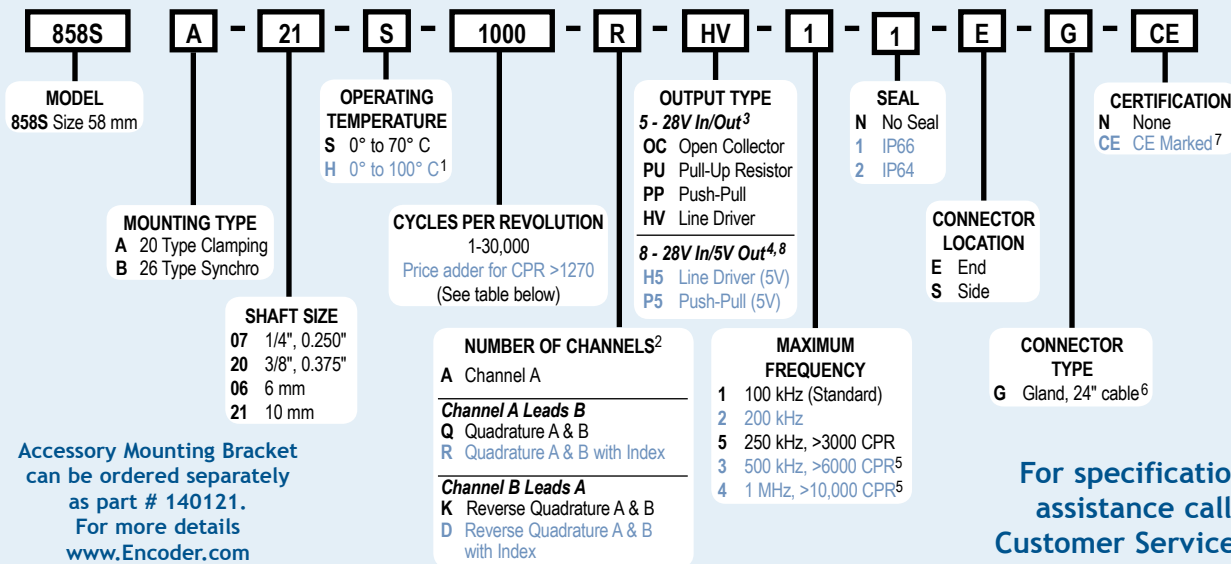 858S A - 21 - S - 1000 - R - HV - 1 - 1 - E - G - CE
MODEL
858S Size 58 mm
MOUNTING TYPE
A 20 Type Clamping
B 26 Type Synchro
SHAFT SIZE
07 1/4", 0.250"
20 3/8", 0.375"
06 6 mm
21 10 mm
OPERATING
TEMPERATURE
S 0° to 70° C
H 0° to 100° C1
CYCLES PER REVOLUTION
1-30,000
Price adder for CPR >1270
(See table below)
NUMBER OF CHANNELS2
A Channel A
Channel A Leads B
Q Quadrature A & B
R Quadrature A & B with Index
Channel B Leads A
K Reverse Quadrature A & B
D Reverse Quadrature A & B
with Index
OUTPUT TYPE
5 - 28V In/Out3
OC Open Collector
PU Pull-Up Resistor
PP Push-Pull
HV Line Driver
8 - 28V In/5V Out4,8
H5 Line Driver (5V)
P5 Push-Pull (5V)
MAXIMUM
FREQUENCY
1 100 kHz (Standard)
2 200 kHz
5 250 kHz, >3000 CPR
3 500 kHz, >6000 CPR5
4 1 MHz, >10,000 CPR5
SEAL
N No Seal
1 IP66
2 IP64
CONNECTOR
LOCATION
E End
S Side
CONNECTOR
TYPE
G Gland, 24" cable6
CERTIFICATION
N None
CE CE Marked7
Accessory Mounting Bracket
can be ordered separately
as part # 140121.
For more details
www.Encoder.com
For specificatio
assistance call
Customer Service